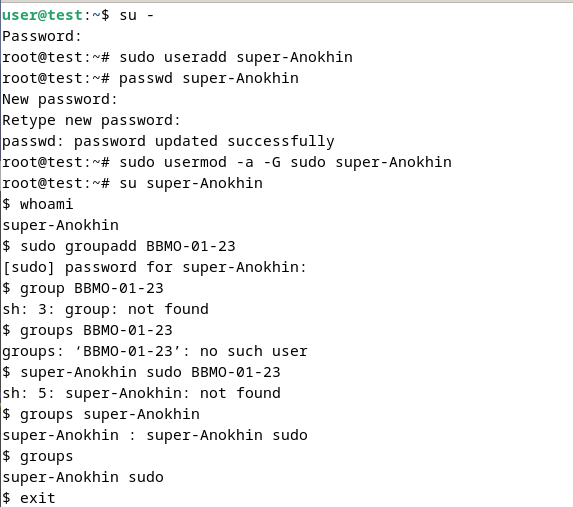 user@test:~$ su -
Password:
root@test:~# sudo useradd super-Anokhin
root@test:~# passwd super-Anokhin
New password:
Retype new password:
passwd: password updated successfully
root@test:~# sudo usermod -a -G sudo super-Anokhin
root@test:~# su super-Anokhin
$ whoami
super-Anokhin
$ sudo groupadd BBMO-01-23
[sudo] password for super-Anokhin:
$ group BBMO-01-23
sh: 3: group: not found
$ groups BBMO-01-23
groups: ‘BBMO-01-23’: no such user
$ super-Anokhin sudo BBMO-01-23
sh: 5: super-Anokhin: not found
$ groups super-Anokhin
super-Anokhin : super-Anokhin sudo
$ groups
super-Anokhin sudo
$ exit